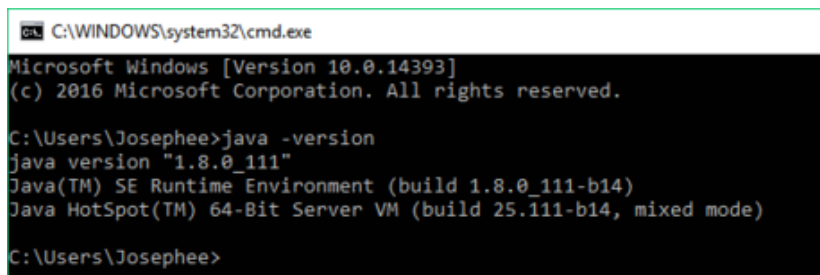 C:\WINDOWS\system32\cmd.exe
Microsoft Windows [Version 10.0.14393]
(c) 2016 Microsoft Corporation. All rights reserved.
C:\Users\Josephee>java -version
java version "1.8.0_111"
Java(TM) SE Runtime Environment (build 1.8.0_111-b14)
Java HotSpot(TM) 64-Bit Server VM (build 25.111-b14, mixed mode)
C:\Users\Josephee>